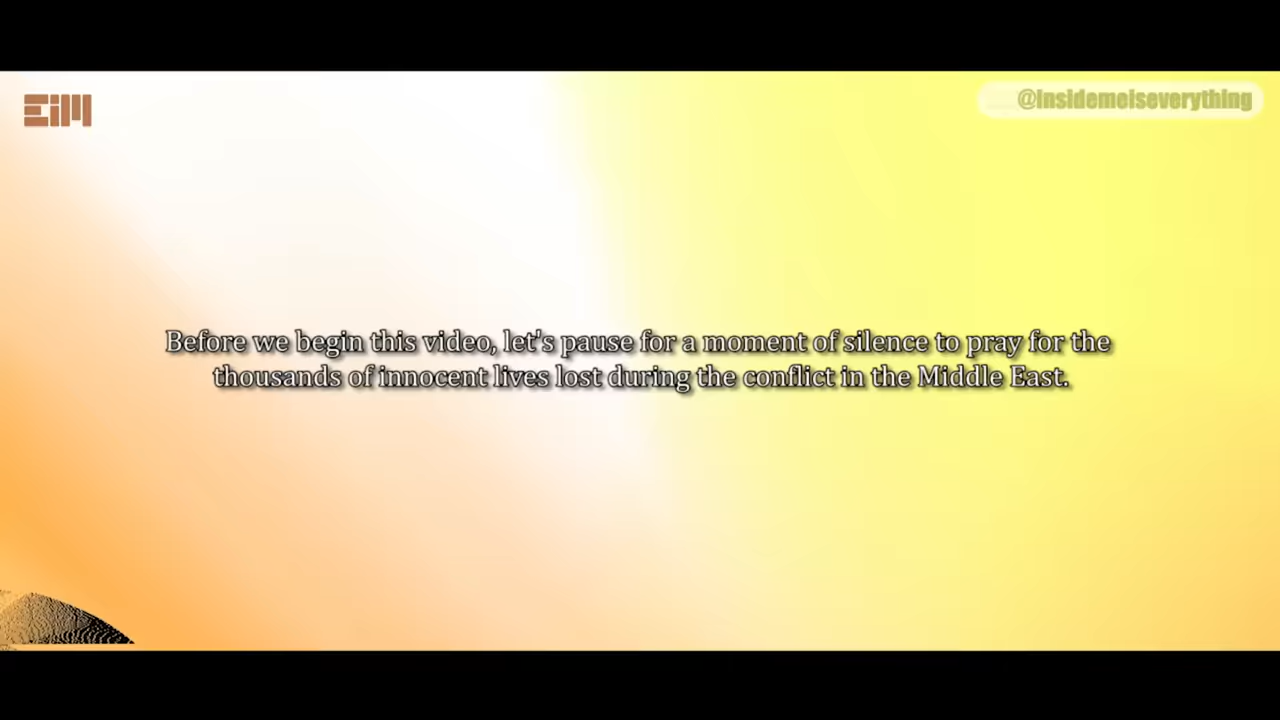 EiM
@insidemeiseverything
Before we begin this video, let's pause for a moment of silence to pray for the
thousands of innocent lives lost during the conflict in the Middle East.